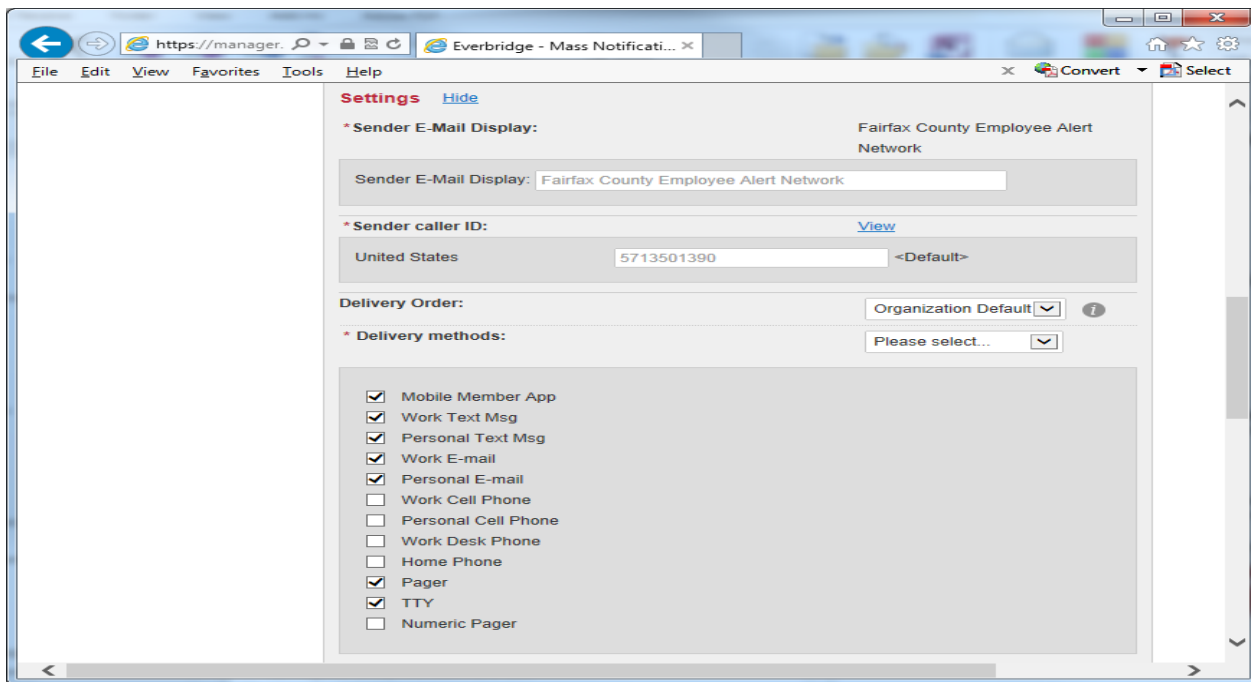 https://manager.
Everbridge - Mass Notificati...
File Edit View Favorites Tools Help
Convert Select
Settings Hide
*Sender E-Mail Display: Fairfax County Employee Alert
Network
Sender E-Mail Display: Fairfax County Employee Alert Network
*Sender caller ID: View
United States 5713501390 <Default>
Delivery Order: Organization Default
* Delivery methods: Please select...
Mobile Member App
Work Text Msg
Personal Text Msg
Work E-mail
Personal E-mail
Work Cell Phone
Personal Cell Phone
Work Desk Phone
Home Phone
Pager
TTY
Numeric Pager